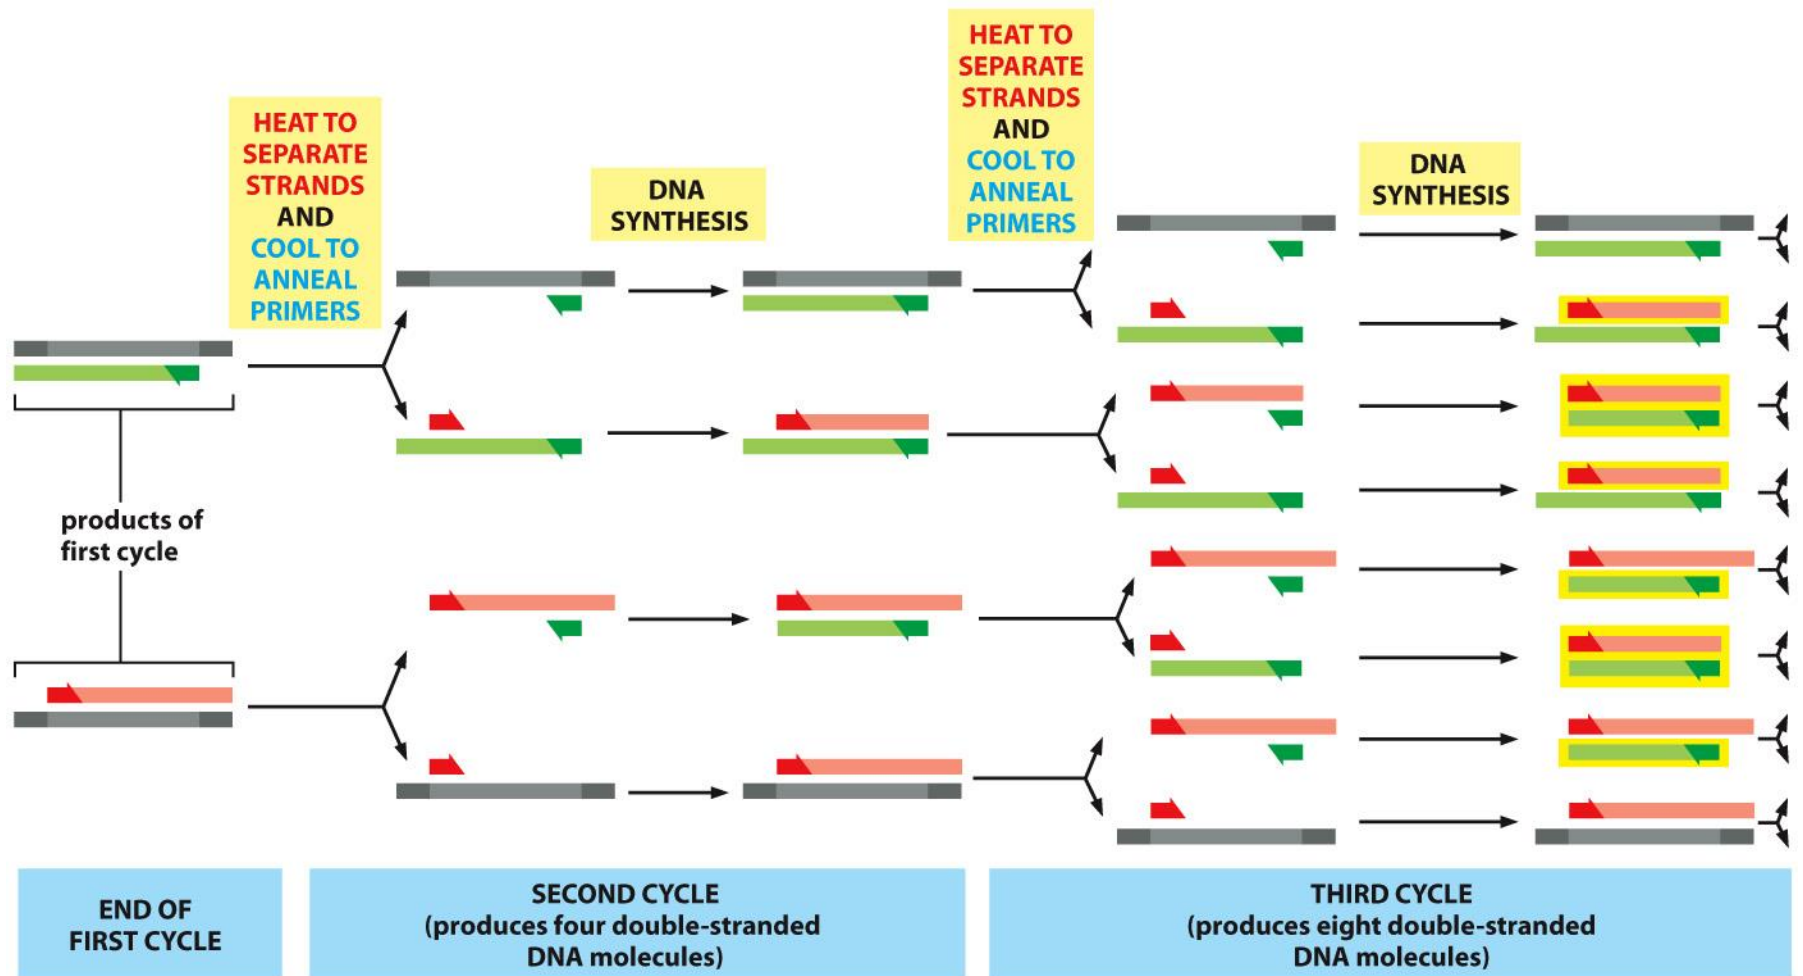 HEAT TO
SEPARATE
STRANDS
AND
COOL TO
ANNEAL
PRIMERS
DNA
SYNTHESIS
HEAT TO
SEPARATE
STRANDS
AND
COOL TO
ANNEAL
PRIMERS
DNA
SYNTHESIS
products of
first cycle
END OF
FIRST CYCLE
SECOND CYCLE
(produces four double-stranded
DNA molecules)
THIRD CYCLE
(produces eight double-stranded
DNA molecules)